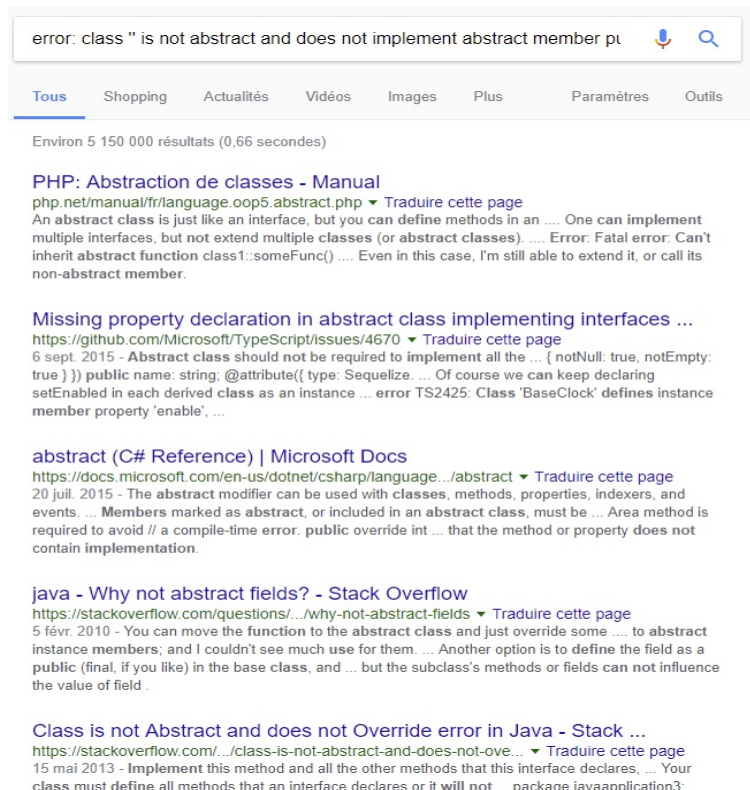 error: class '' is not abstract and does not implement abstract member pu
Tous Shopping Actualités Vidéos Images Plus Paramètres Outils
Environ 5 150 000 résultats (0,66 secondes)
PHP: Abstraction de classes - Manual
php.net/manual/fr/language.oop5.abstract.php ▼ Traduire cette page
An abstract class is just like an interface, but you can define methods in an .... One can implement
multiple interfaces, but not extend multiple classes (or abstract classes). .... Error: Fatal error: Can't
inherit abstract function class1::someFunc() .... Even in this case, I'm still able to extend it, or call its
non-abstract member.
Missing property declaration in abstract class implementing interfaces ...
https://github.com/Microsoft/TypeScript/issues/4670 ▼ Traduire cette page
6 sept. 2015 - Abstract class should not be required to implement all the ... { notNull: true, notEmpty:
true } }) public name: string; @attribute({ type: Sequelize. ... Of course we can keep declaring
setEnabled in each derived class as an instance ... error TS2425: Class 'BaseClock' defines instance
member property 'enable', ...
abstract (C# Reference) | Microsoft Docs
https://docs.microsoft.com/en-us/dotnet/csharp/language.../abstract ▼ Traduire cette page
20 juil. 2015 - The abstract modifier can be used with classes, methods, properties, indexers, and
events. ... Members marked as abstract, or included in an abstract class, must be ... Area method is
required to avoid // a compile-time error. public override int ... that the method or property does not
contain implementation.
java - Why not abstract fields? - Stack Overflow
https://stackoverflow.com/questions/.../why-not-abstract-fields ▼ Traduire cette page
5 févr. 2010 - You can move the function to the abstract class and just override some .... to abstract
instance members; and I couldn't see much use for them. ... Another option is to define the field as a
public (final, if you like) in the base class, and ... but the subclass's methods or fields can not influence
the value of field .
Class is not Abstract and does not Override error in Java - Stack ...
https://stackoverflow.com/.../class-is-not-abstract-and-does-not-ove... ▼ Traduire cette page
15 mai 2013 - Implement this method and all the other methods that this interface declares, ... Your
class must define all methods that an interface declares or it will not ... package javaapplication3;